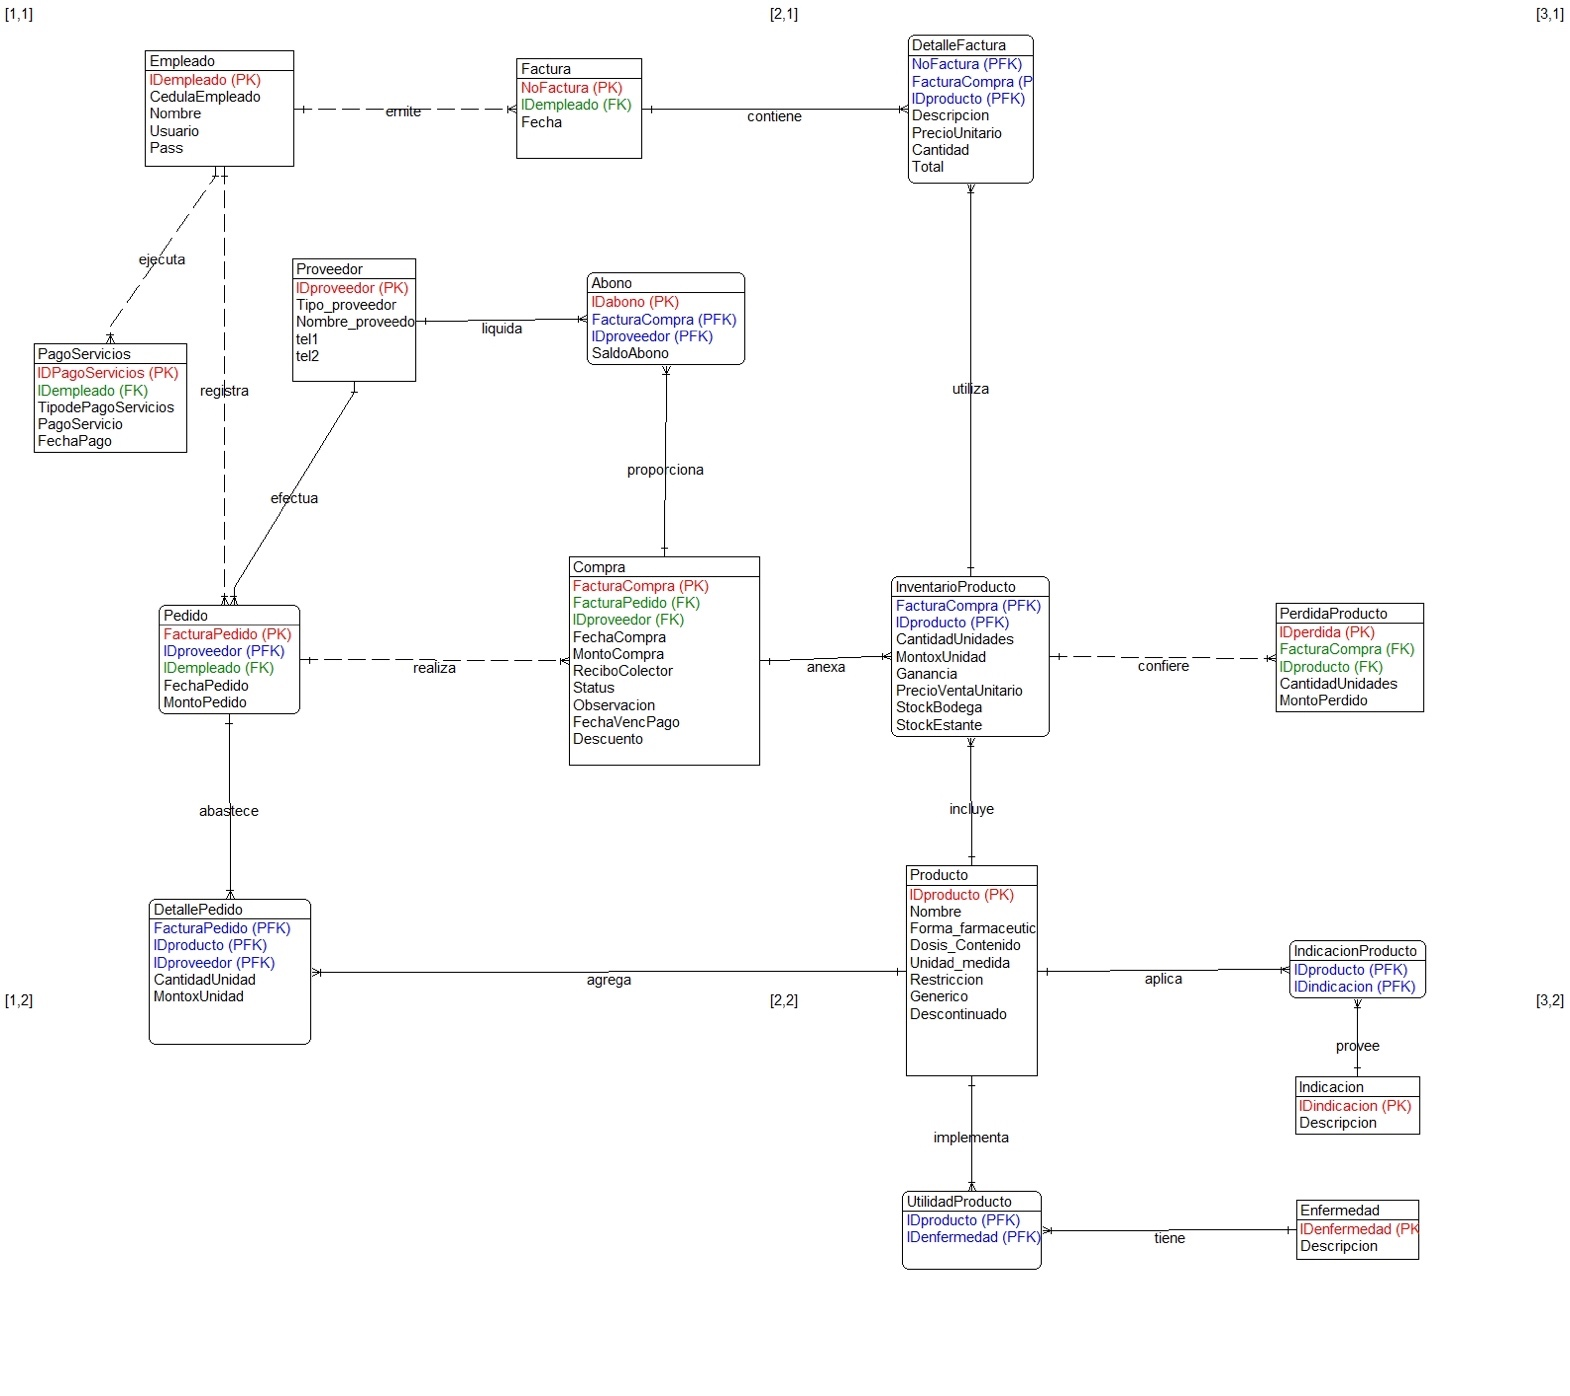 [1,1]
[2,1]
[3,1]
Empleado
IDempleado (PK)
CedulaEmpleado
Nombre
Usuario
Pass
emite
Factura
NoFactura (PK)
IDempleado (FK)
Fecha
contiene
DetalleFactura
NoFactura (PFK)
FacturaCompra (P
IDproducto (PFK)
Descripcion
PrecioUnitario
Cantidad
Total
ejecuta
registra
utiliza
Proveedor
IDproveedor (PK)
Tipo_proveedor
Nombre_proveedo
tel1
tel2
liquida
Abono
IDabono (PK)
FacturaCompra (PFK)
IDproveedor (PFK)
SaldoAbono
PagoServicios
IDPagoServicios (PK)
IDempleado (FK)
TipodePagoServicios
PagoServicio
FechaPago
efectua
proporciona
Pedido
FacturaPedido (PK)
IDproveedor (PFK)
IDempleado (FK)
FechaPedido
MontoPedido
realiza
Compra
FacturaCompra (PK)
FacturaPedido (FK)
IDproveedor (FK)
FechaCompra
MontoCompra
ReciboColector
Status
Observacion
FechaVencPago
Descuento
anexa
InventarioProducto
FacturaCompra (PFK)
IDproducto (PFK)
CantidadUnidades
MontoxUnidad
Ganancia
PrecioVentaUnitario
StockBodega
StockEstante
confiere
PerdidaProducto
IDperdida (PK)
FacturaCompra (FK)
IDproducto (FK)
CantidadUnidades
MontoPerdido
abastece
incluye
DetallePedido
FacturaPedido (PFK)
IDproducto (PFK)
IDproveedor (PFK)
CantidadUnidad
MontoxUnidad
agrega
Producto
IDproducto (PK)
Nombre
Forma_farmaceutic
Dosis_Contenido
Unidad_medida
Restriccion
Generico
Descontinuado
aplica
IndicacionProducto
IDproducto (PFK)
IDindicacion (PFK)
[1,2]
[2,2]
[3,2]
provee
Indicacion
IDindicacion (PK)
Descripcion
implementa
UtilidadProducto
IDproducto (PFK)
IDenfermedad (PFK)
tiene
Enfermedad
IDenfermedad (PK
Descripcion